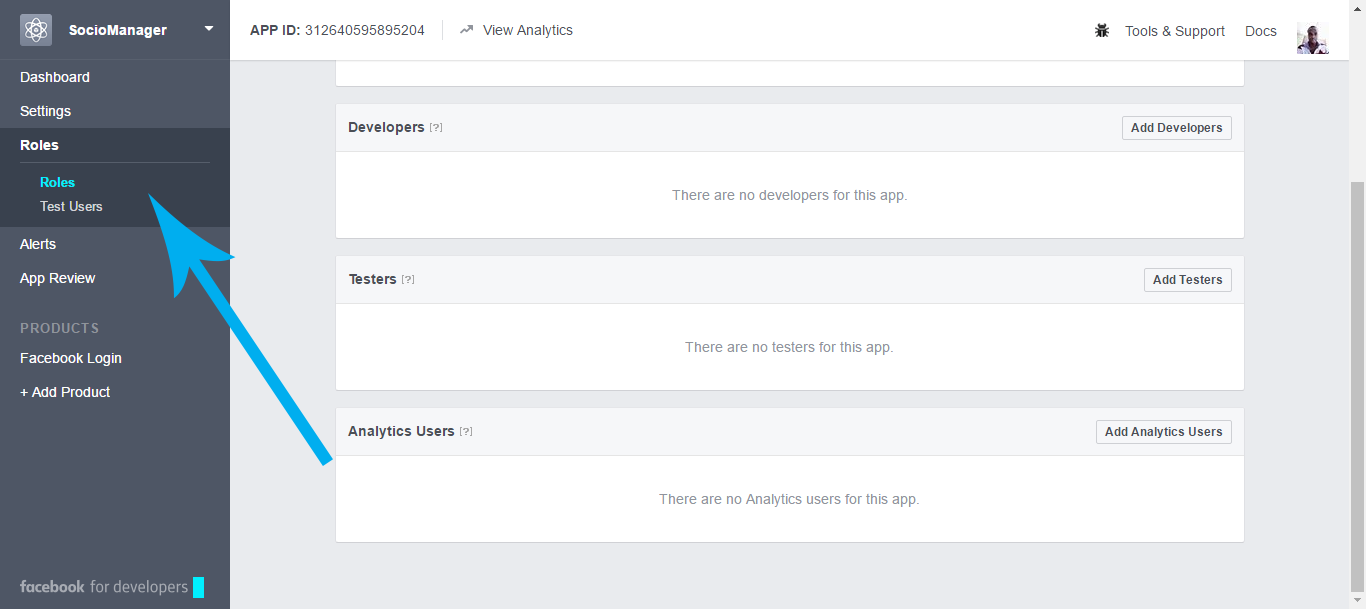 SocioManager
APP ID: 312640595895204
View Analytics
Tools & Support
Docs
Dashboard
Settings
Roles
Roles
Test Users
Alerts
App Review
PRODUCTS
Facebook Login
+ Add Product
facebook for developers
Developers [?]
Add Developers
There are no developers for this app.
Testers [?]
Add Testers
There are no testers for this app.
Analytics Users [?]
Add Analytics Users
There are no Analytics users for this app.